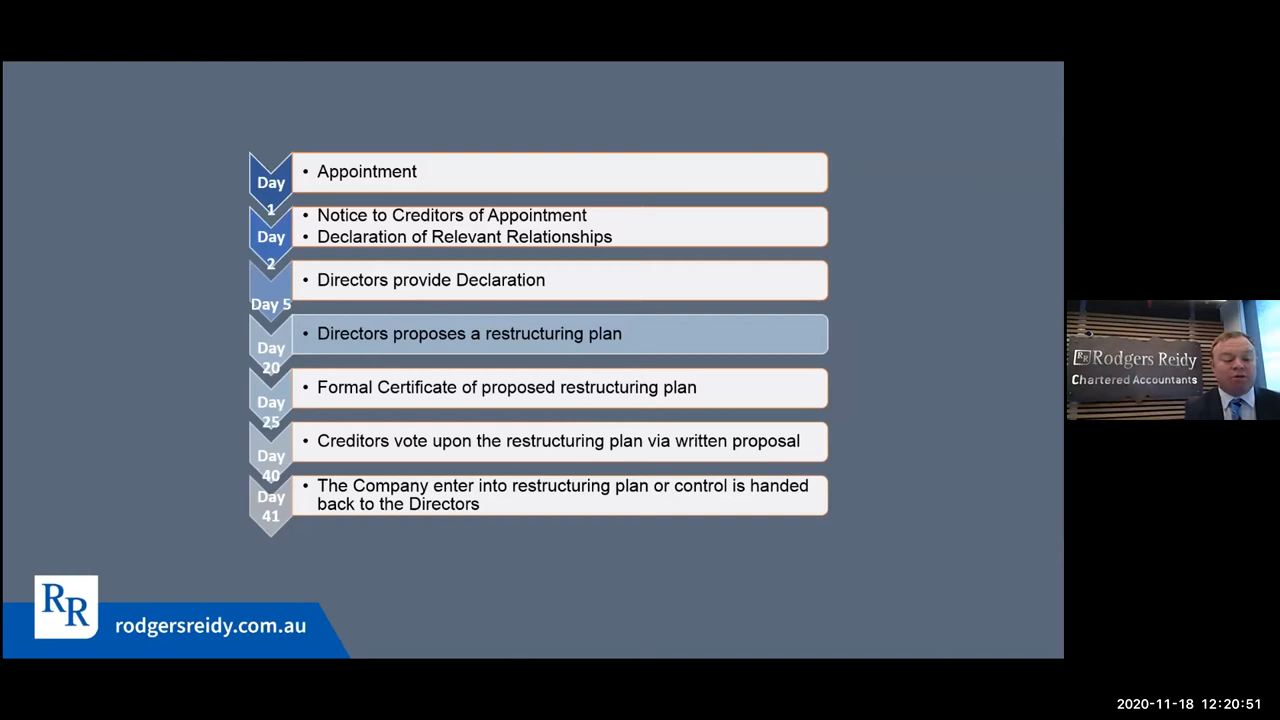 Day
1
• Appointment
Day
2
• Notice to Creditors of Appointment
• Declaration of Relevant Relationships
Day 5
• Directors provide Declaration
Day
20
• Directors proposes a restructuring plan
Day
25
• Formal Certificate of proposed restructuring plan
Day
40
• Creditors vote upon the restructuring plan via written proposal
Day
41
• The Company enter into restructuring plan or control is handed
back to the Directors
RR
rodgersreidy.com.au
RR Rodgers Reidy
Chartered Accountants
2020-11-18 12:20:51